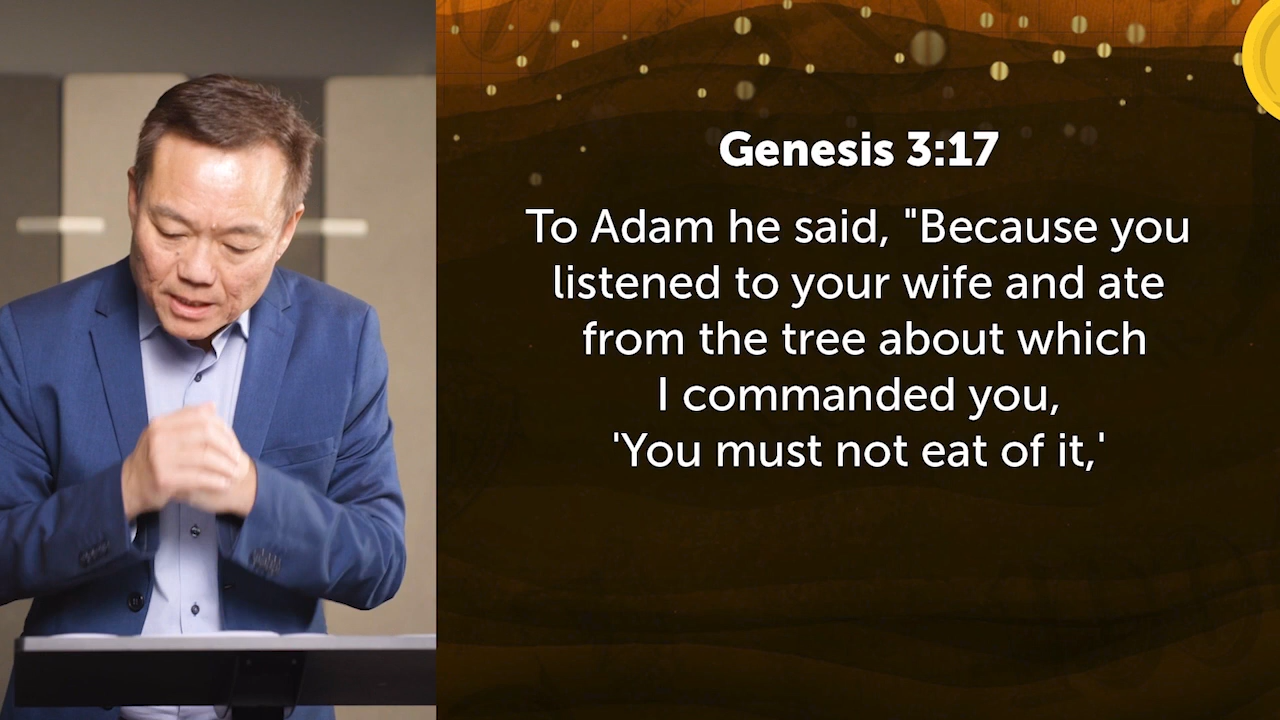 Genesis 3:17
To Adam he said, "Because you
listened to your wife and ate
from the tree about which
I commanded you,
'You must not eat of it,'